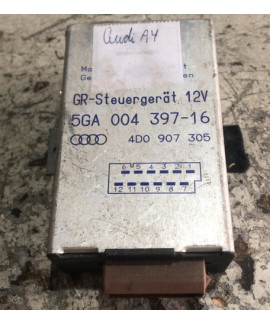 Audi A4
GR-Steuergerät 12V
5GA 004 397-16
4D0 907 305
6 5 4 3 2 1
12 11 10 9 8 7